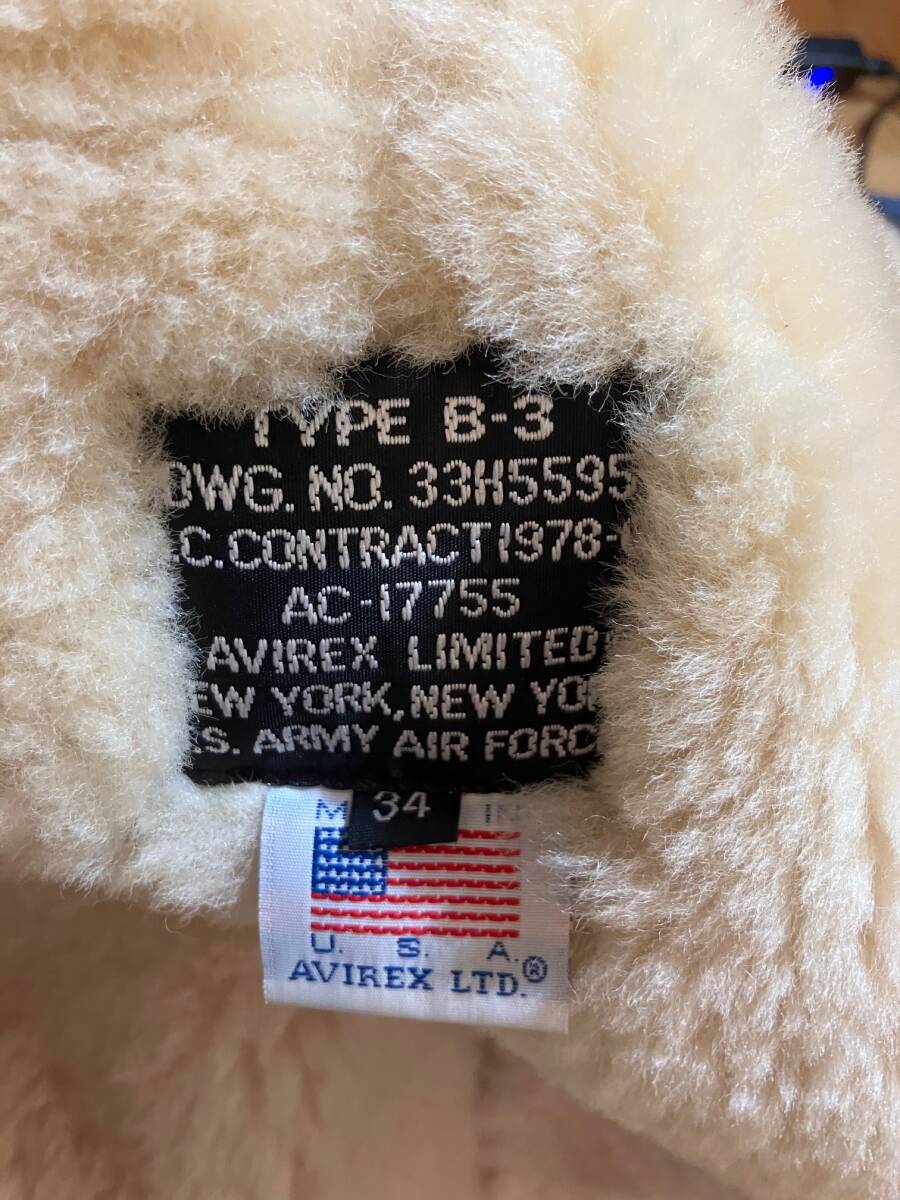 TYPE B-3
DWG. NO. 33H5595
.C. CONTRACT 1978-
AC-17755
AVIREX LIMITED
EW YORK, NEW YO
.S. ARMY AIR FORC
34
M IN
U. S. A.
AVIREX LTD.®